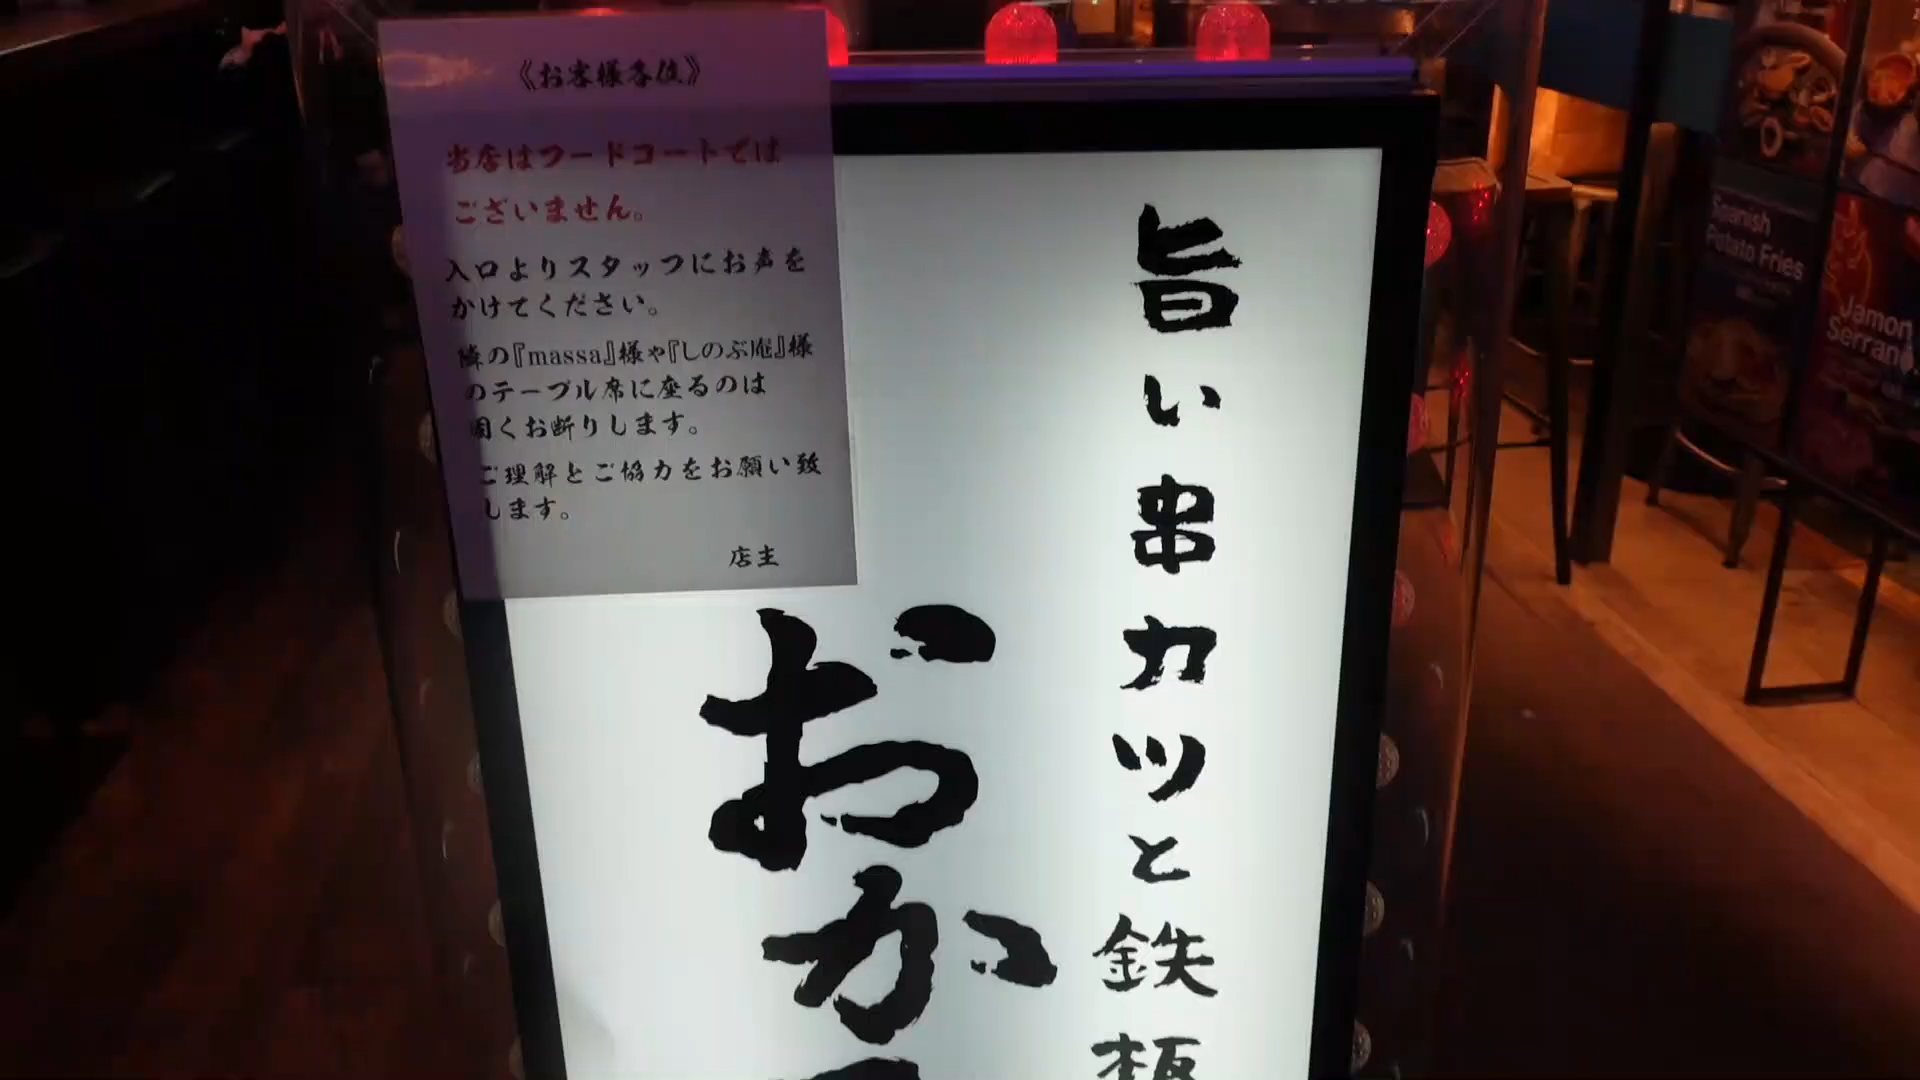 《お客様各位》
当店はフードコートでは
ございません。
入口よりスタッフにお声を
かけてください。
隣の『massa』様や『しのぶ庵』様
のテーブル席に座るのは
固くお断りします。
ご理解とご協力をお願い致
します。
店主
旨い串カツと鉄板
おか
Spanish
Potato Fries
Jamon
Serrano